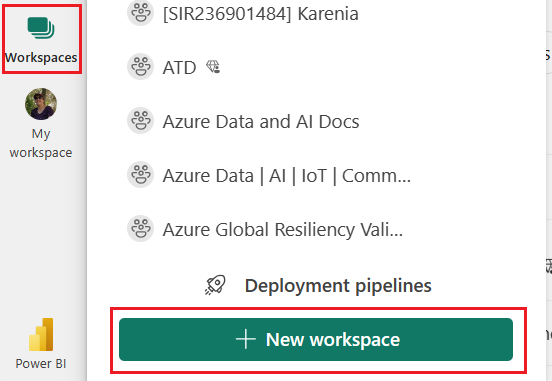 Workspaces
My
workspace
Power BI
[SIR236901484] Karenia
ATD
Azure Data and AI Docs
Azure Data | AI | IoT | Comm...
Azure Global Resiliency Vali...
Deployment pipelines
New workspace